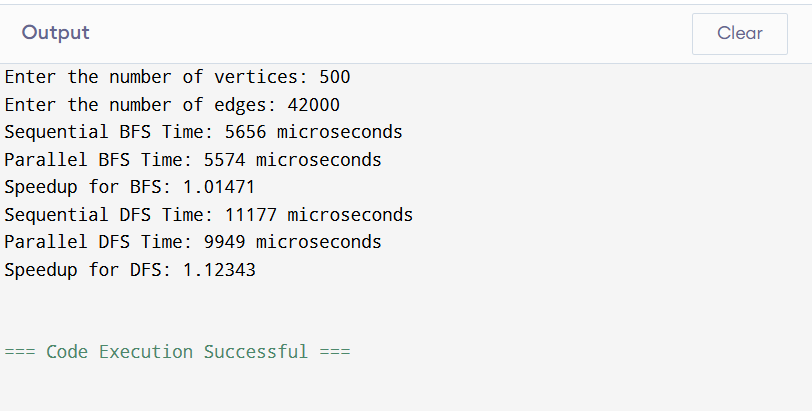 Output
Clear
Enter the number of vertices: 500
Enter the number of edges: 42000
Sequential BFS Time: 5656 microseconds
Parallel BFS Time: 5574 microseconds
Speedup for BFS: 1.01471
Sequential DFS Time: 11177 microseconds
Parallel DFS Time: 9949 microseconds
Speedup for DFS: 1.12343
=== Code Execution Successful ===